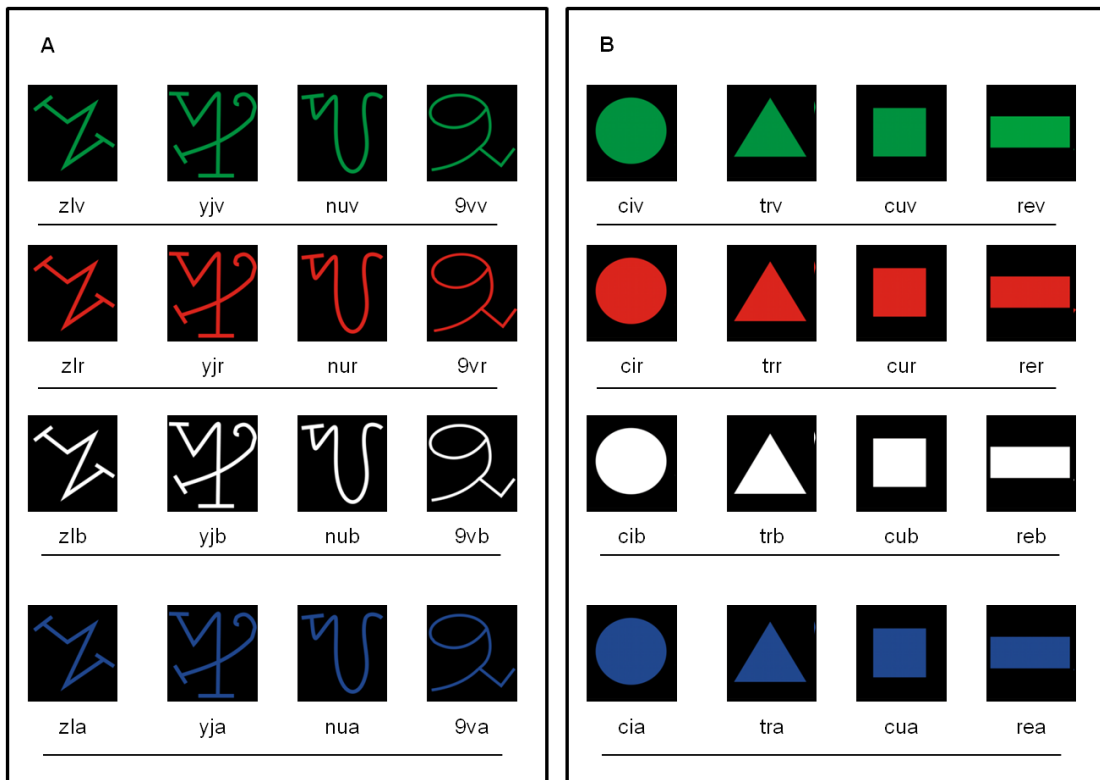 A
zlv yjv nuv 9vv
zlr yjr nur 9vr
zlb yjb nub 9vb
zla yja nua 9va
B
civ trv cuv rev
cir trr cur rer
cib trb cub reb
cia tra cua rea